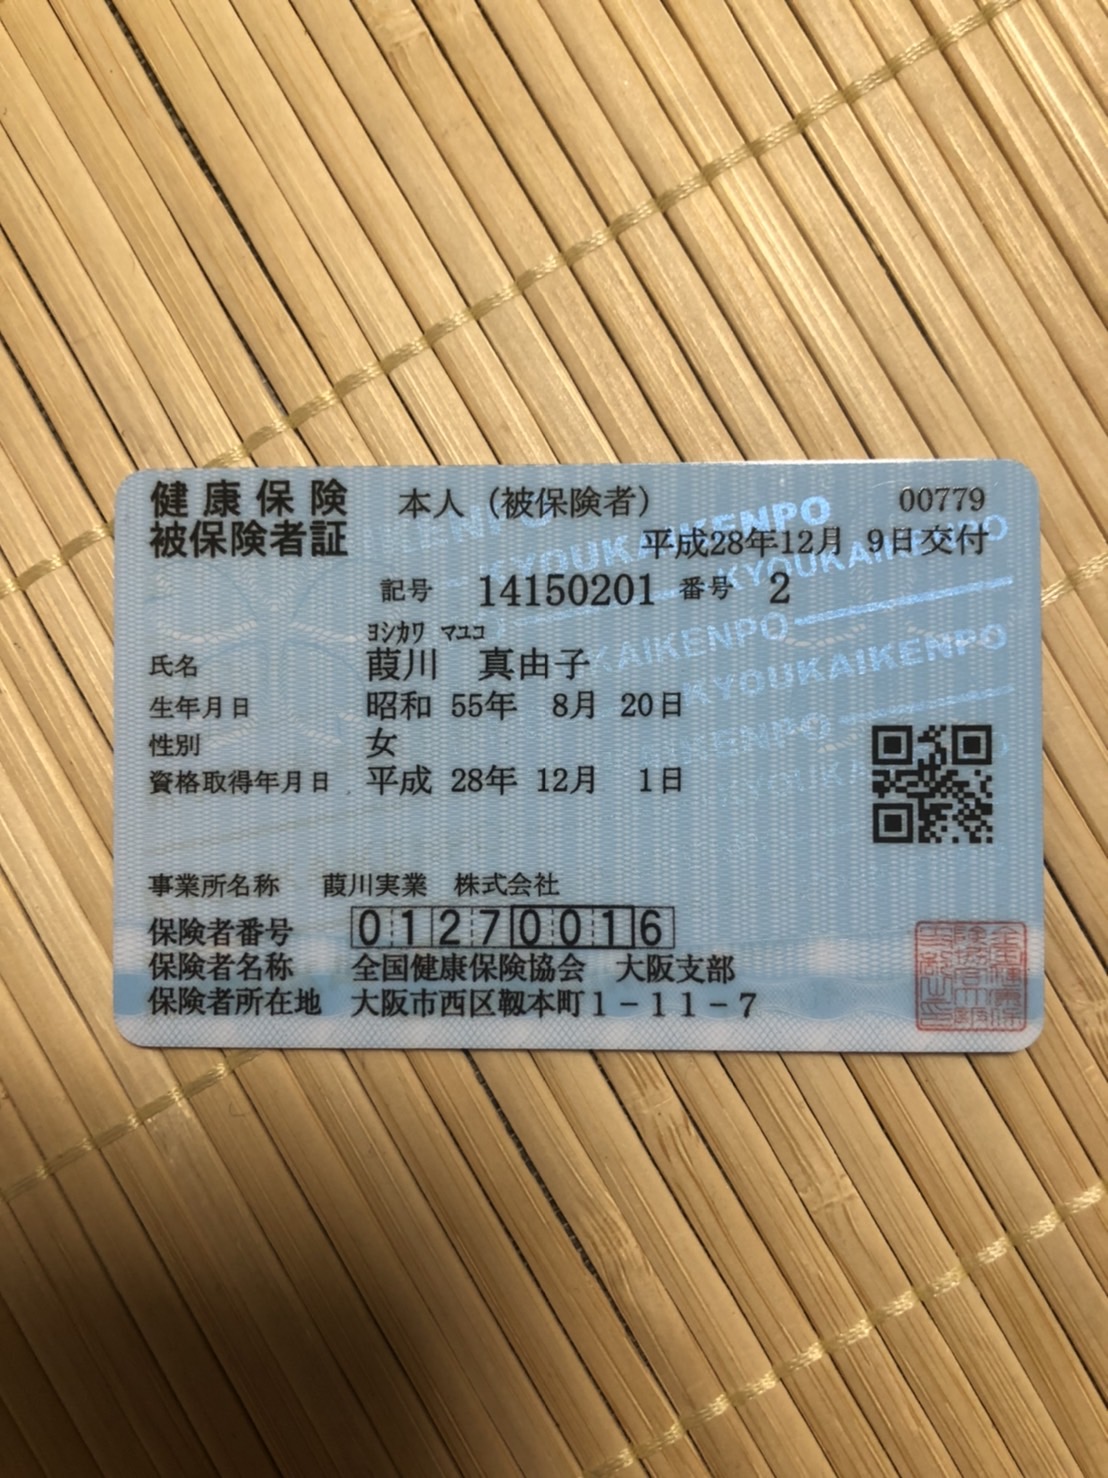 健康保険 本人（被保険者） 00779
被保険者証 平成28年12月 9日交付
記号 14150201 番号 2
ﾖｼｶﾜ ﾏﾕｺ
氏名 葭川 真由子
生年月日 昭和 55年 8月 20日
性別 女
資格取得年月日 平成 28年 12月 1日
事業所名称 葭川実業 株式会社
保険者番号 01270016
保険者名称 全国健康保険協会 大阪支部
保険者所在地 大阪市西区靱本町1－11－7
KYOUKAIKENPO
KYOUKAIKENPO
KAIKENPO
KYOUKAIKENPO